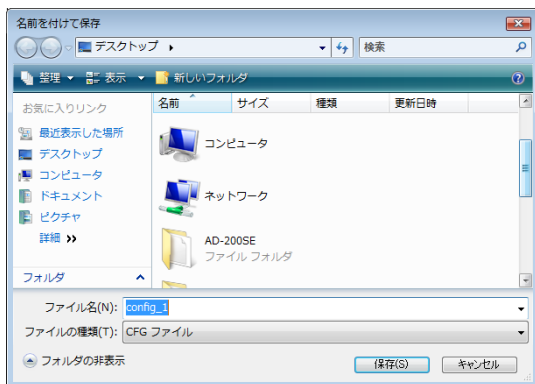 名前を付けて保存
デスクトップ
検索
整理 表示 新しいフォルダ
お気に入りリンク
最近表示した場所
デスクトップ
コンピュータ
ドキュメント
ピクチャ
詳細 >>
フォルダ
名前 サイズ 種類 更新日時
コンピュータ
ネットワーク
AD-200SE
ファイル フォルダ
ファイル名(N): config_1
ファイルの種類(T): CFG ファイル
フォルダの非表示
保存(S) キャンセル